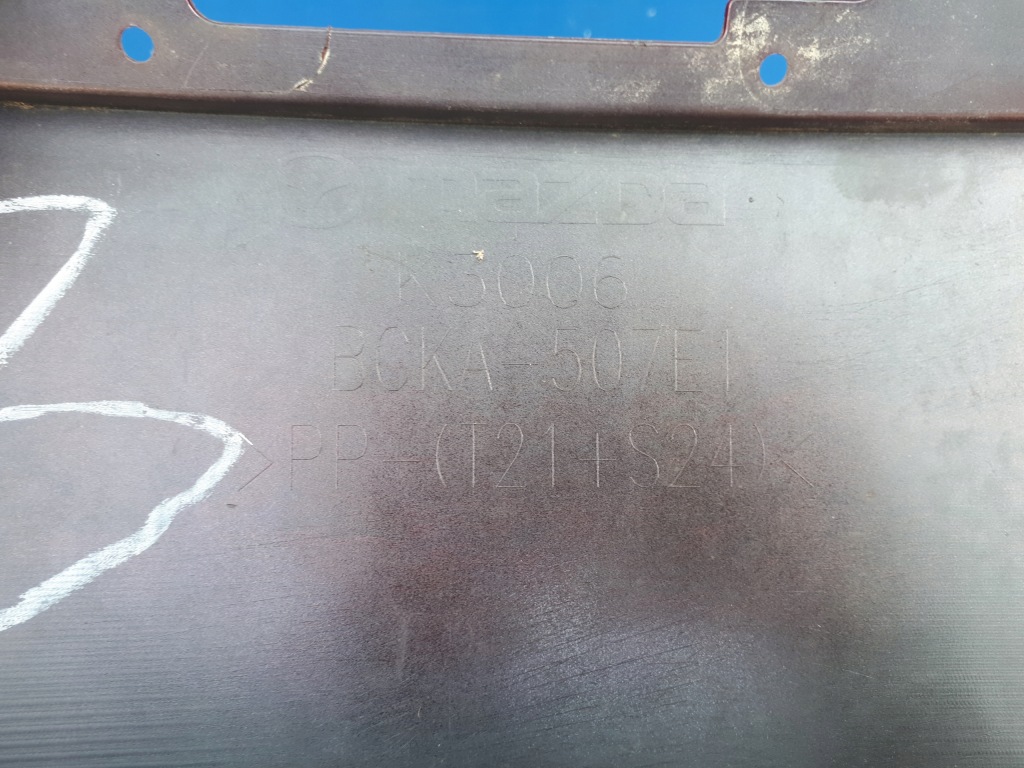 mazda
K3006
BCKA-507E1
>PP-(T21+S24)<